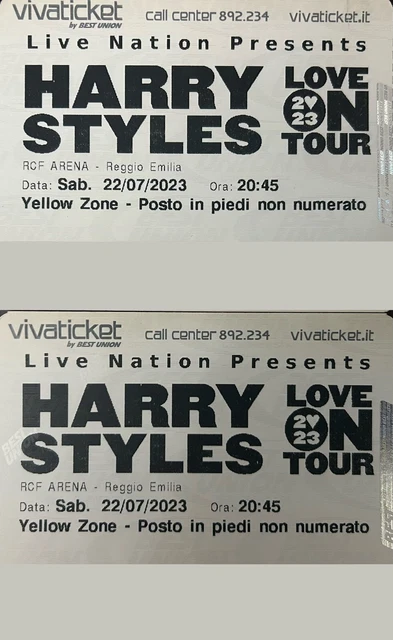 vivaticket call center 892.234 vivaticket.it
by BEST UNION
Live Nation Presents
HARRY LOVE
STYLES 2023 ON
TOUR
RCF ARENA - Reggio Emilia
Data: Sab. 22/07/2023 Ora: 20:45
Yellow Zone - Posto in piedi non numerato
vivaticket call center 892.234 vivaticket.it
by BEST UNION
Live Nation Presents
HARRY LOVE
STYLES 2023 ON
TOUR
RCF ARENA - Reggio Emilia
Data: Sab. 22/07/2023 Ora: 20:45
Yellow Zone - Posto in piedi non numerato